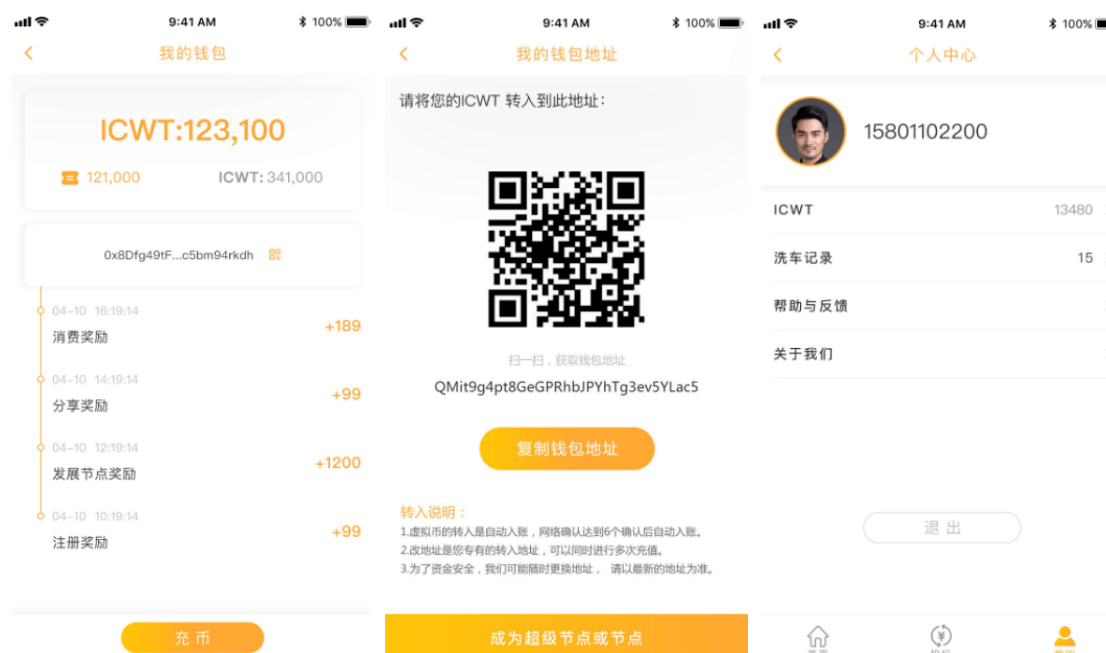 9:41 AM
100%
我的钱包
ICWT:123,100
121,000
ICWT: 341,000
0x8Dfg49tF...c5bm94rkdh
04-10 16:19:14
消费奖励
+189
04-10 14:19:14
分享奖励
+99
04-10 12:19:14
发展节点奖励
+1200
04-10 10:19:14
注册奖励
+99
充 币
9:41 AM
100%
我的钱包地址
请将您的ICWT 转入到此地址：
扫一扫，获取钱包地址
QMit9g4pt8GeGPRhbJPYhTg3ev5YLac5
复制钱包地址
转入说明：
1.虚拟币的转入是自动入账，网络确认达到6个确认后自动入账。
2.改地址是您专有的转入地址，可以同时进行多次充值。
3.为了资金安全，我们可能随时更换地址， 请以最新的地址为准。
成为超级节点或节点
9:41 AM
100%
个人中心
15801102200
ICWT
13480
洗车记录
15
帮助与反馈
关于我们
退 出